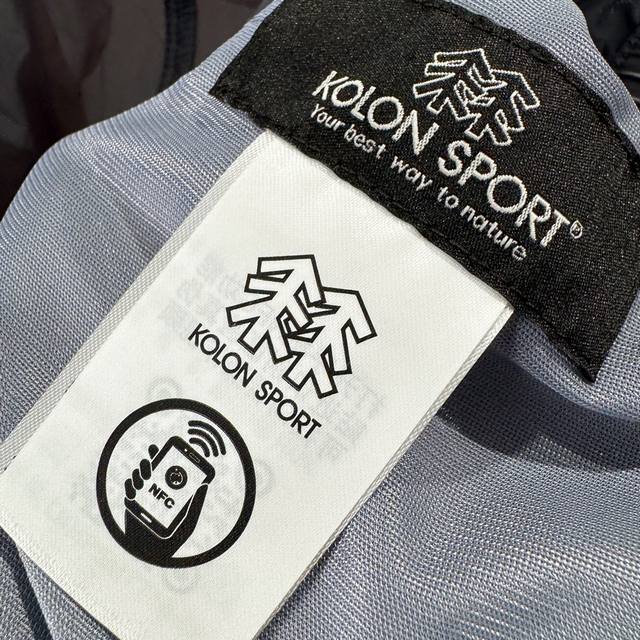 KOLON SPORT®
Your best way to nature
KOLON SPORT
NFC